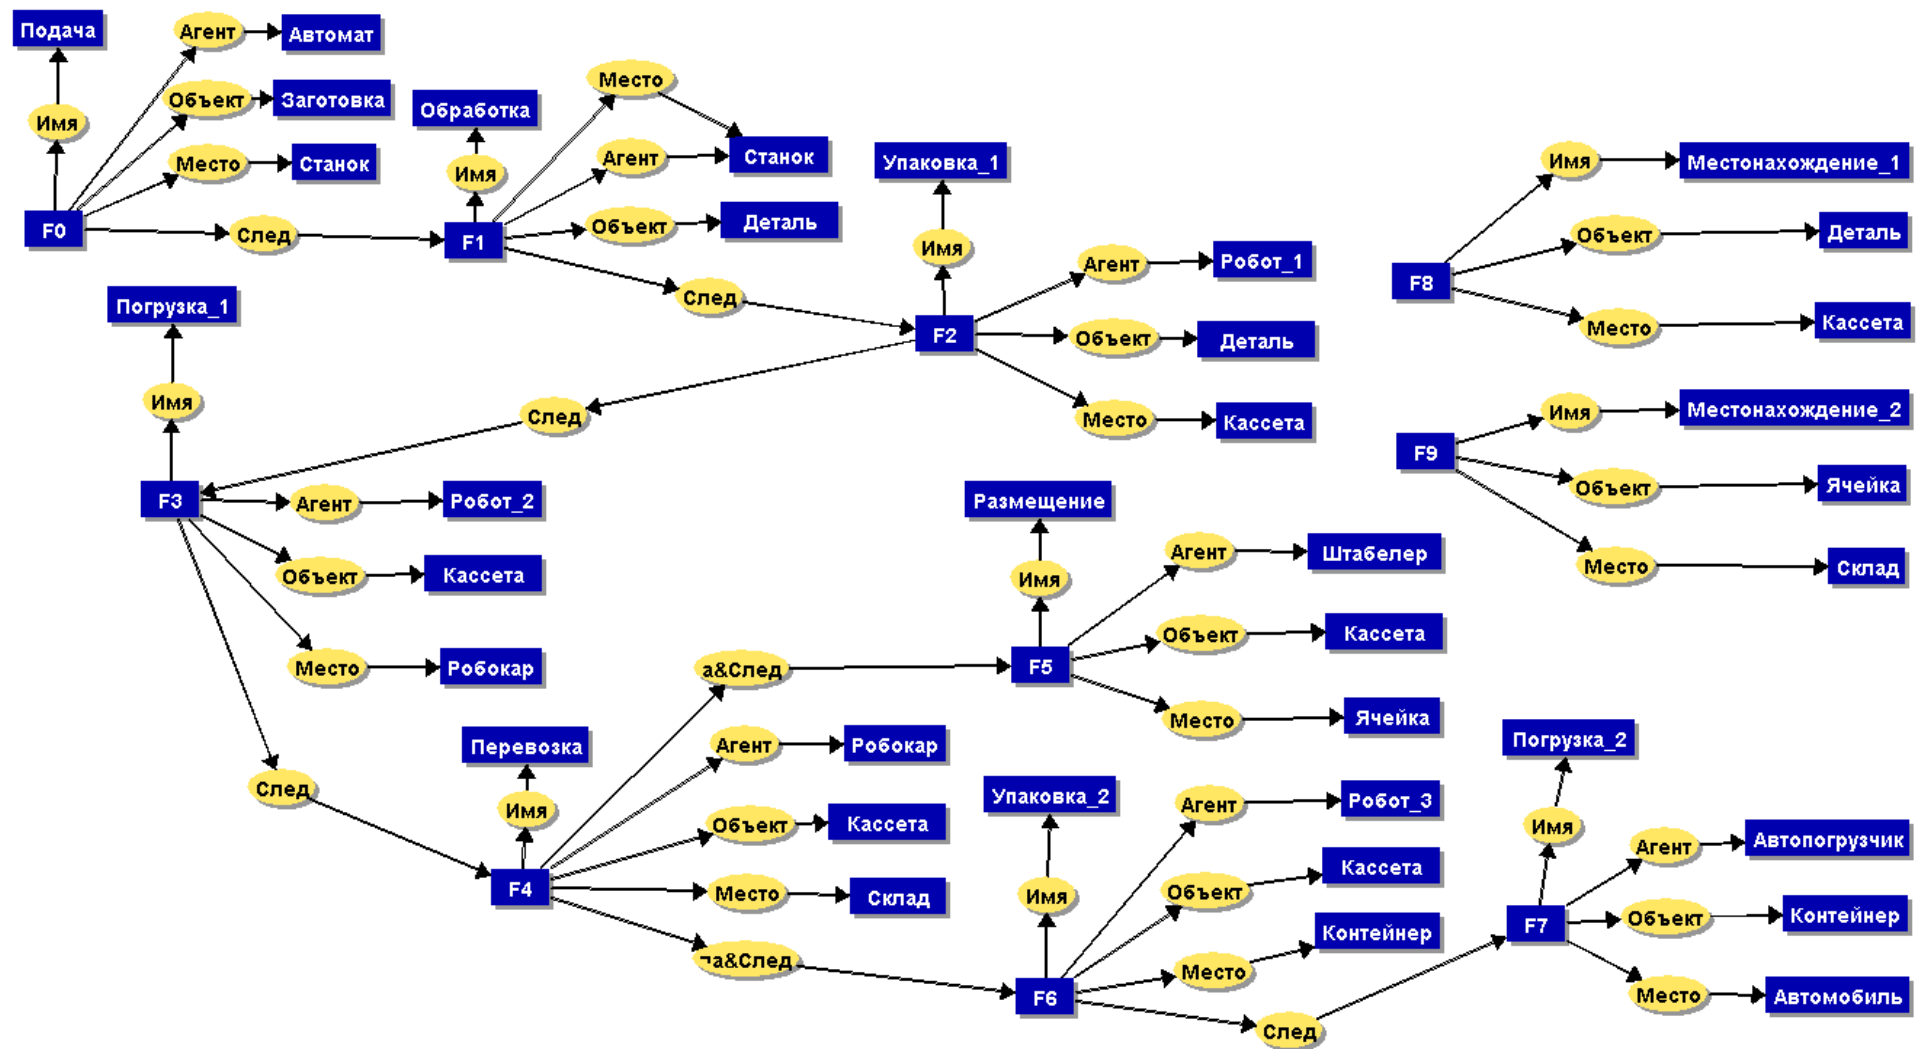 Подача
Агент
Автомат
Объект
Заготовка
Имя
Место
Станок
F0
След
Обработка
Место
Имя
Агент
Станок
Объект
Деталь
F1
След
Упаковка_1
Имя
Агент
Робот_1
F2
Объект
Деталь
Место
Кассета
След
Имя
Местонахождение_1
Объект
Деталь
F8
Место
Кассета
Имя
Местонахождение_2
F9
Объект
Ячейка
Место
Склад
Погрузка_1
Имя
F3
Агент
Робот_2
Объект
Кассета
Место
Робокар
След
Размещение
Имя
Агент
Штабелер
Объект
Кассета
а&След
F5
Место
Ячейка
Перевозка
Имя
Агент
Робокар
Объект
Кассета
F4
Место
Склад
¬а&След
Упаковка_2
Имя
Агент
Робот_3
Объект
Кассета
Место
Контейнер
F6
След
Погрузка_2
Имя
Агент
Автопогрузчик
F7
Объект
Контейнер
Место
Автомобиль